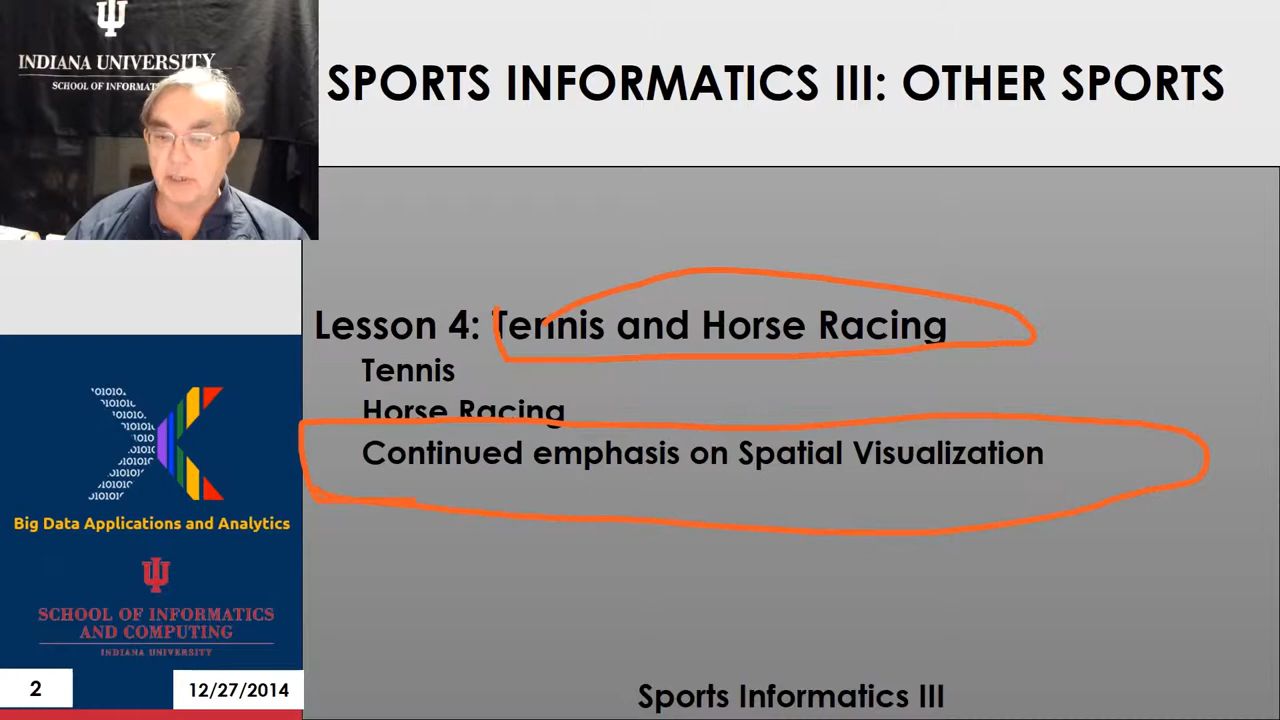 INDIANA UNIVERSITY
SCHOOL OF INFORMAT
SPORTS INFORMATICS III: OTHER SPORTS
Lesson 4: Tennis and Horse Racing
Tennis
Horse Racing
Continued emphasis on Spatial Visualization
Big Data Applications and Analytics
SCHOOL OF INFORMATICS
AND COMPUTING
INDIANA UNIVERSITY
2
12/27/2014
Sports Informatics III